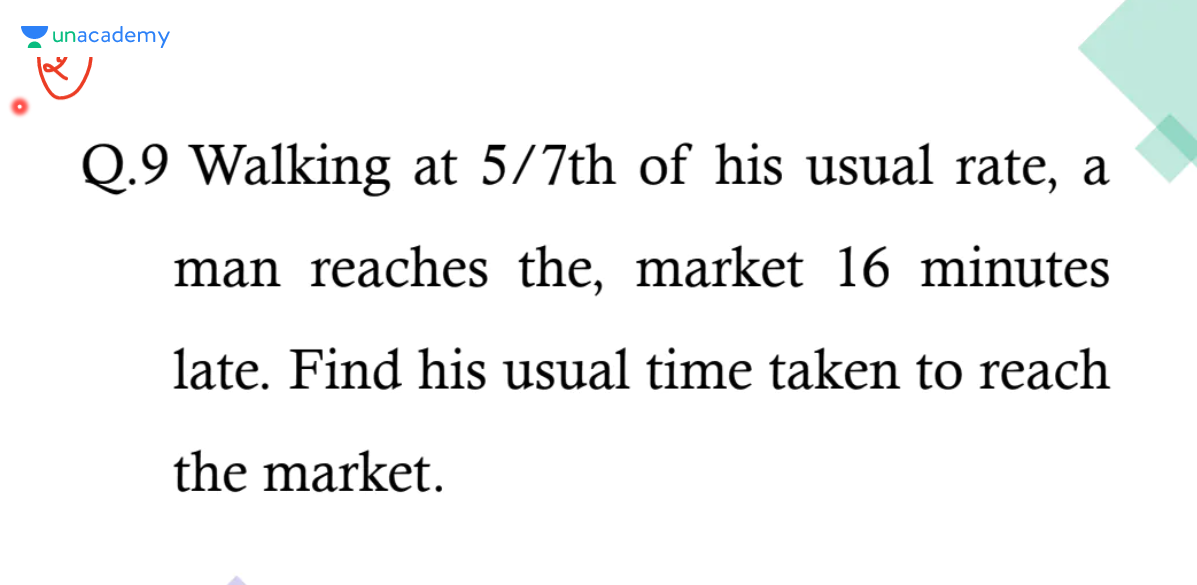 unacademy
Q.9 Walking at 5/7th of his usual rate, a
man reaches the, market 16 minutes
late. Find his usual time taken to reach
the market.